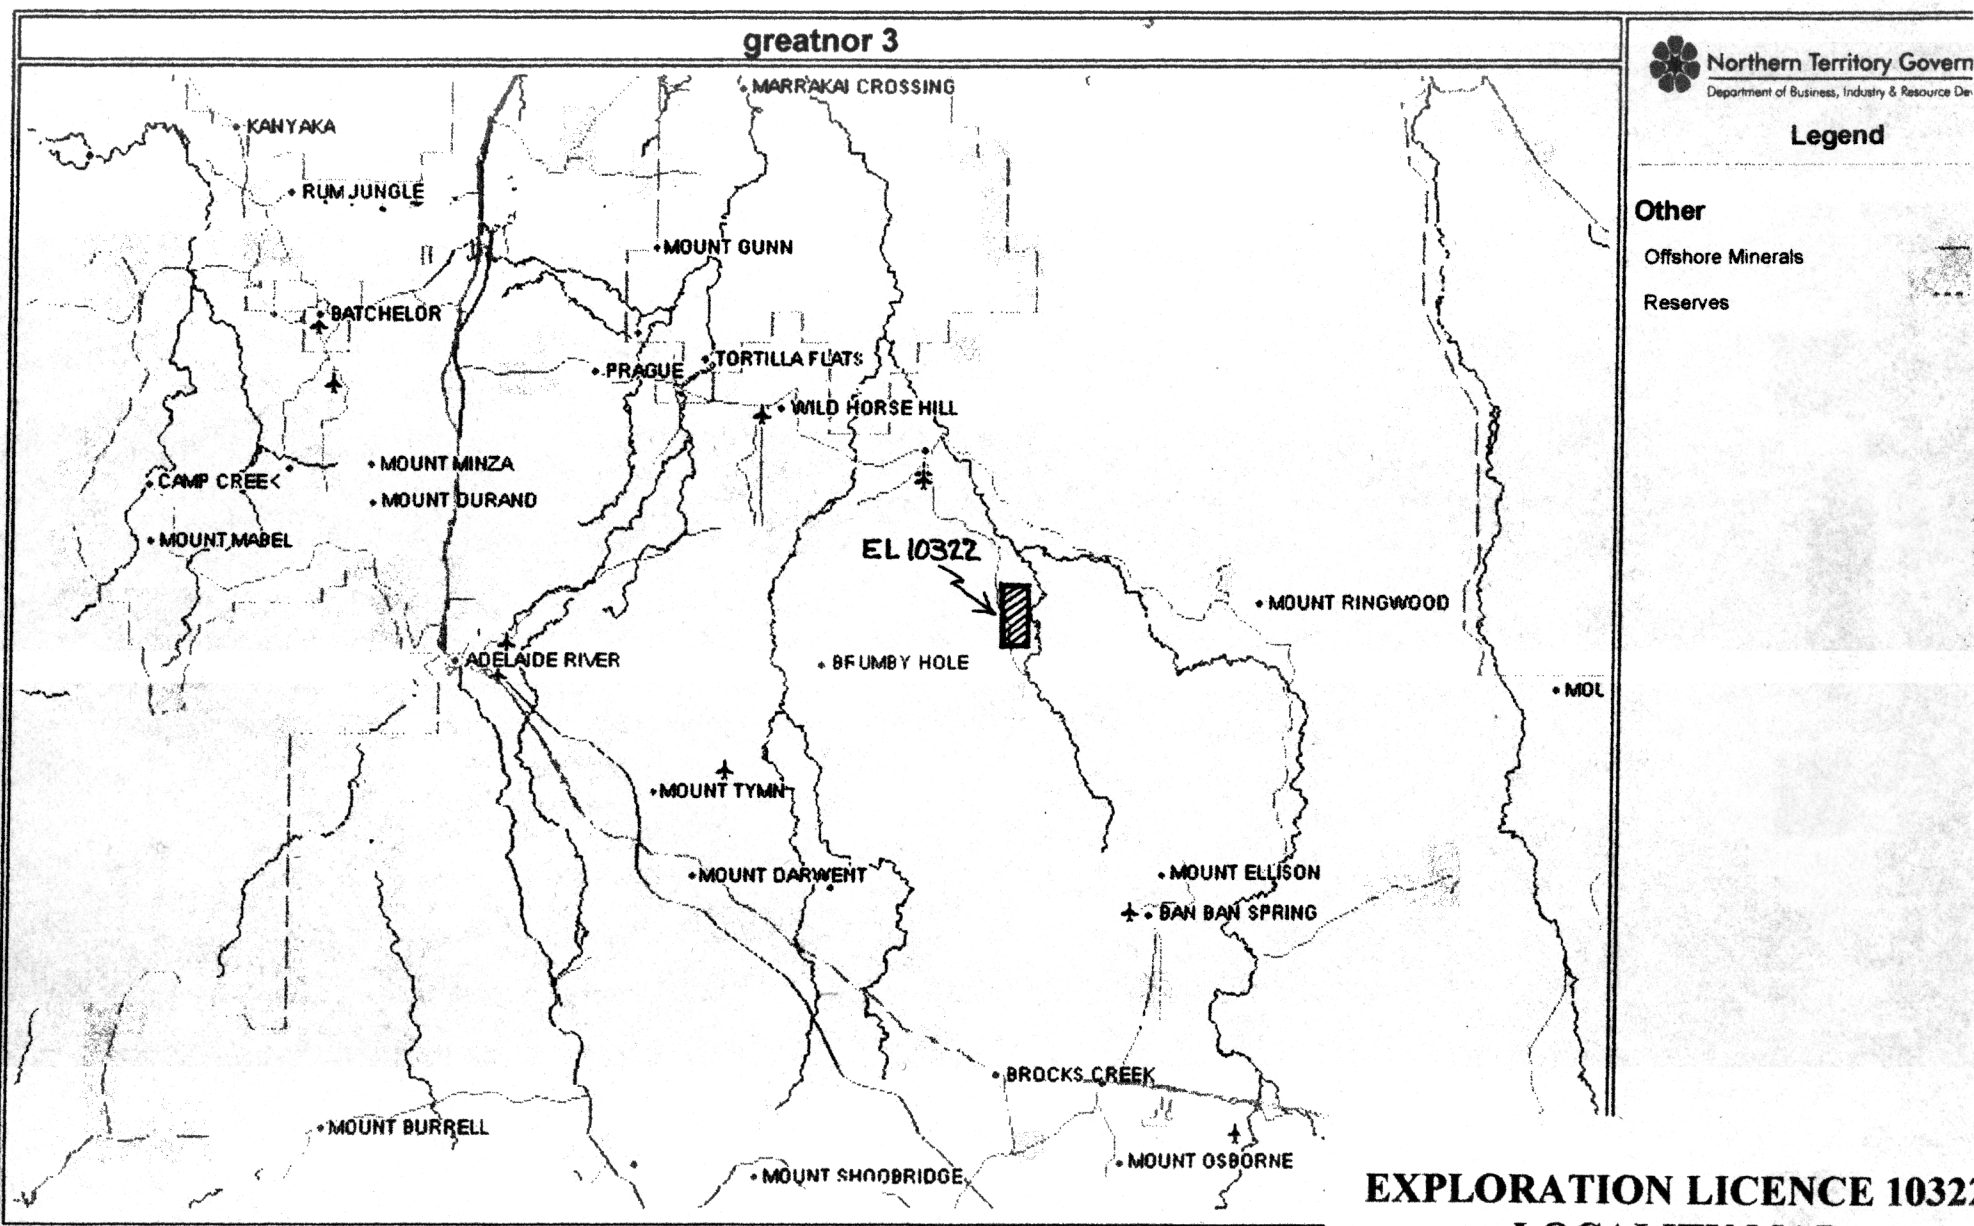 greatnor 3
Northern Territory Govern
Department of Business, Industry & Resource Dev
Legend
Other
Offshore Minerals
Reserves
MARRAKAI CROSSING
KANYAKA
RUM JUNGLE
MOUNT GUNN
BATCHELOR
TORTILLA FLATS
PRAGUE
WILD HORSE HILL
MOUNT MINZA
CAMP CREEK
MOUNT DURAND
MOUNT MABEL
EL 10322
MOUNT RINGWOOD
ADELAIDE RIVER
BRUMBY HOLE
MOU
MOUNT TYMN
MOUNT DARWENT
MOUNT ELLISON
BAN BAN SPRING
BROCKS CREEK
MOUNT BURRELL
MOUNT OSBORNE
MOUNT SHOOBRIDGE
EXPLORATION LICENCE 10322